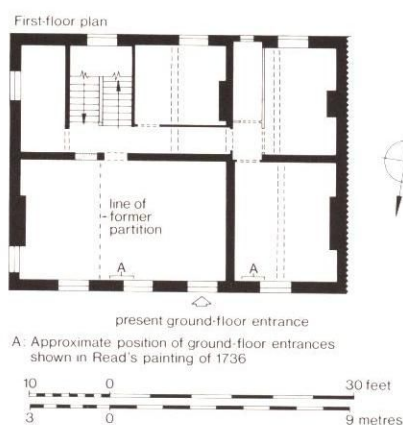 First-floor plan
line of
former
partition
A
A
present ground-floor entrance
A: Approximate position of ground-floor entrances
shown in Read's painting of 1736
10 0 30 feet
3 0 9 metres